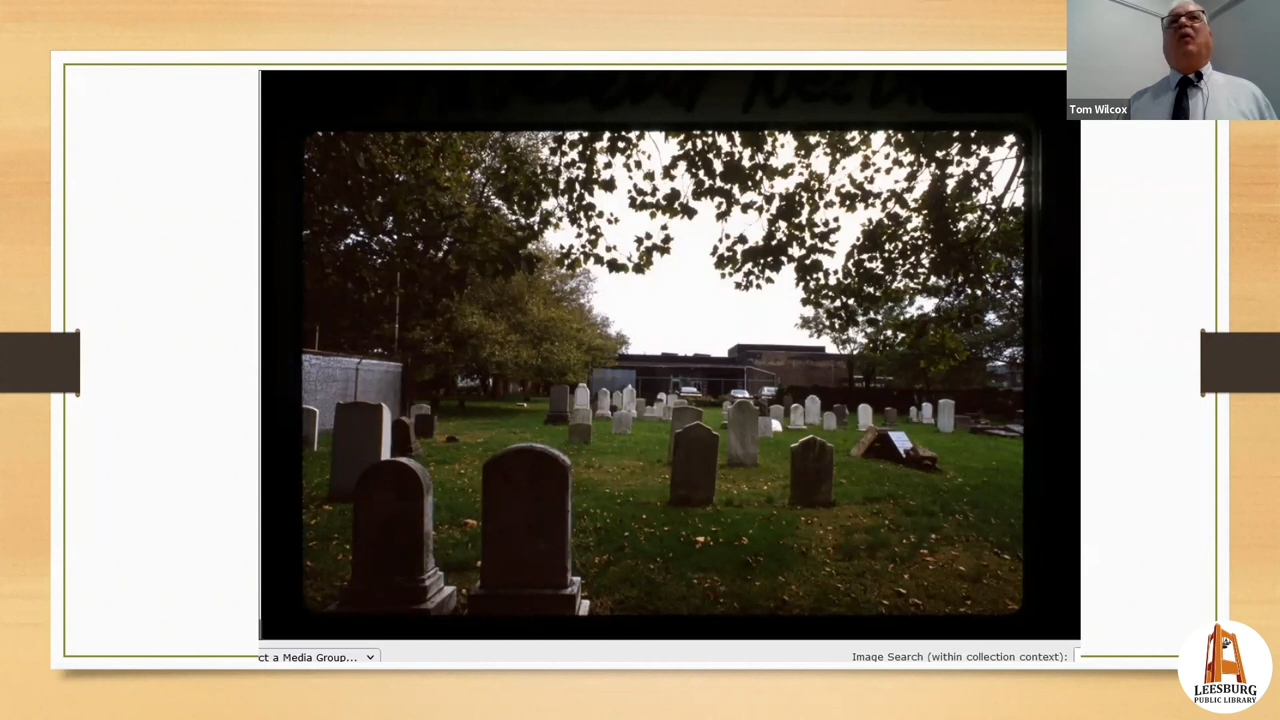 Tom Wilcox
ct a Media Group...
Image Search (within collection context):
LEESBURG
PUBLIC LIBRARY